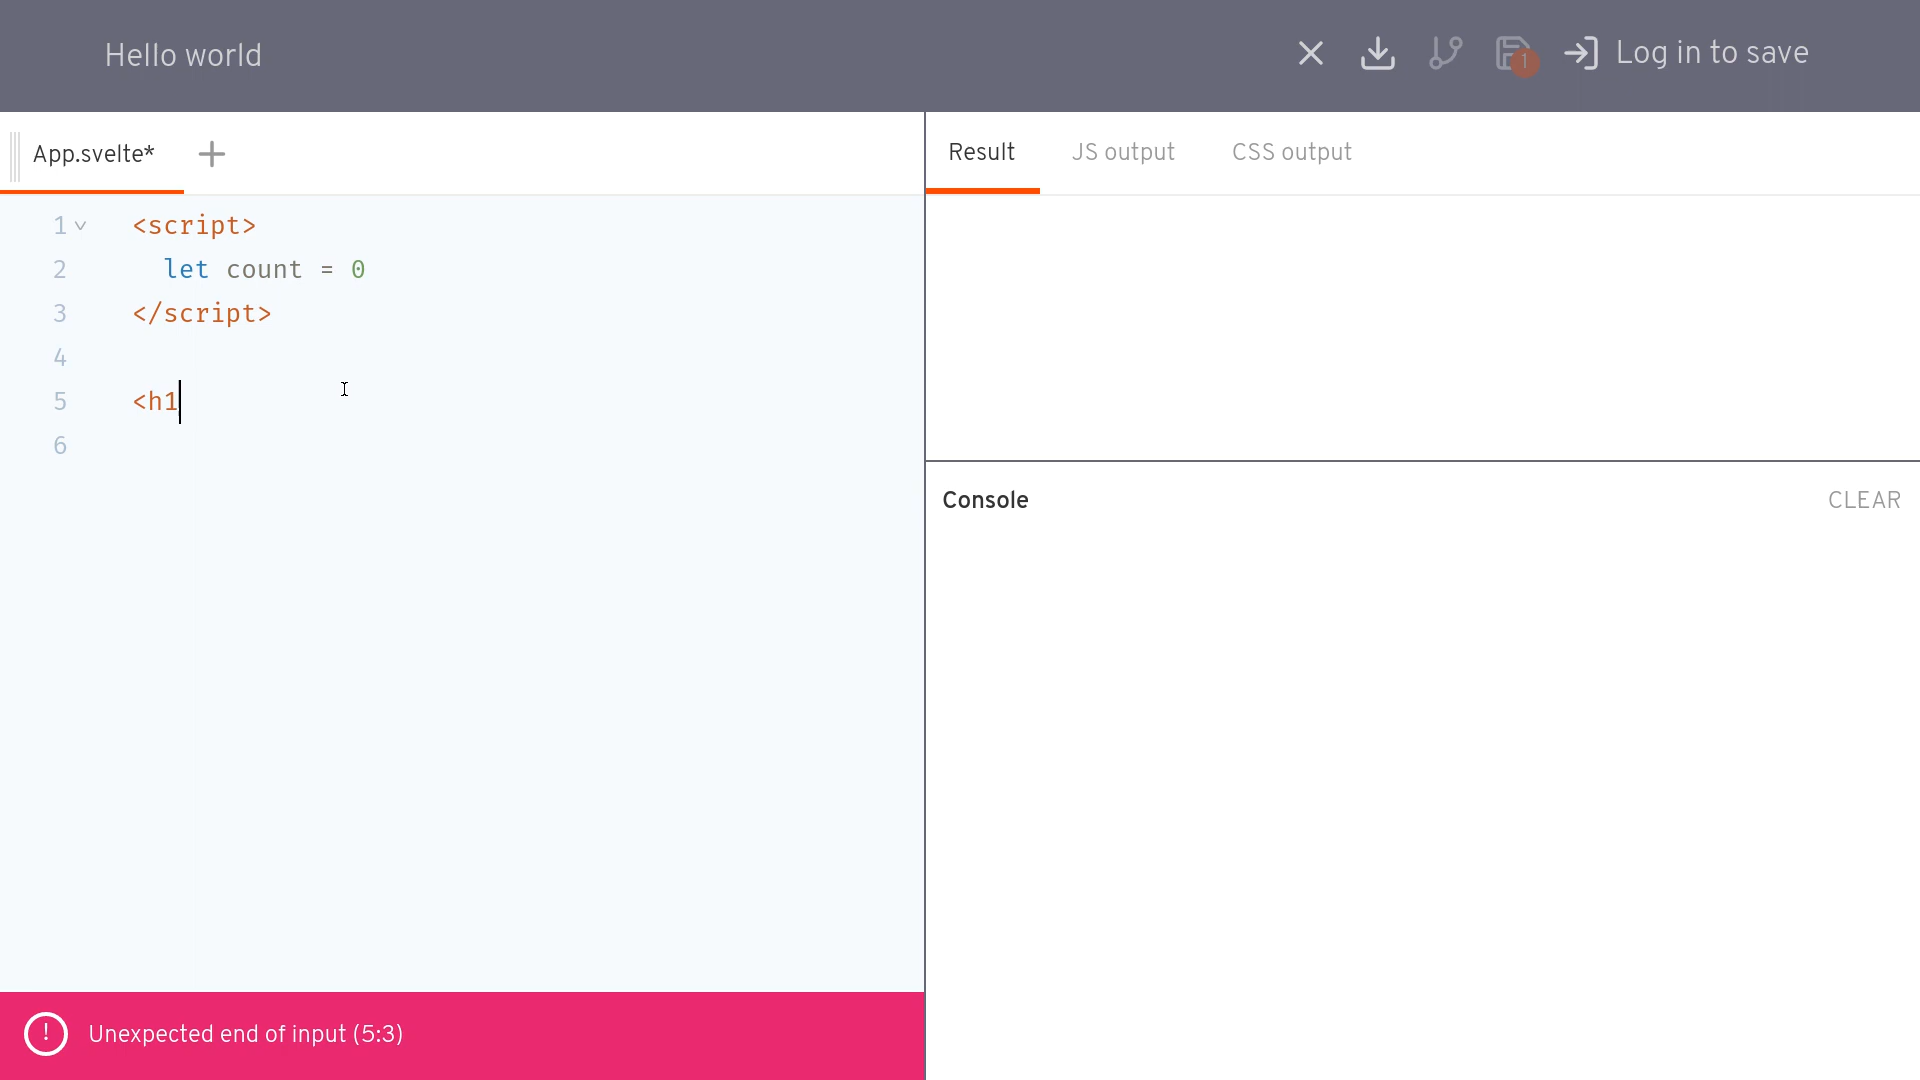 Hello world
1
Log in to save
App.svelte*
Result
JS output
CSS output
1 <script>
2 let count = 0
3 </script>
4
5 <h1
6
Console
CLEAR
! Unexpected end of input (5:3)